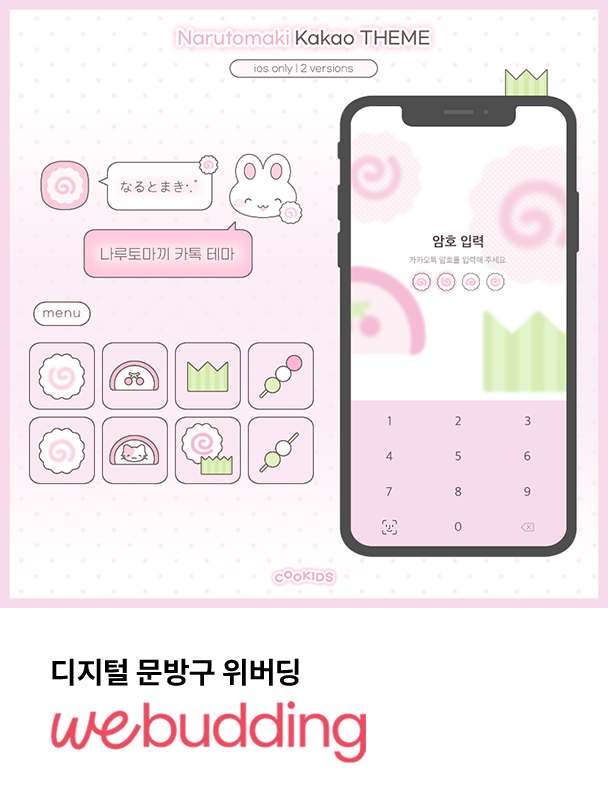 Narutomaki Kakao THEME
ios only | 2 versions
なるとまき･:˚
나루토마끼 카톡 테마
menu
암호 입력
카카오톡 암호를 입력해 주세요.
1 2 3
4 5 6
7 8 9
0
COOKIDS
디지털 문방구 위버딩
webudding